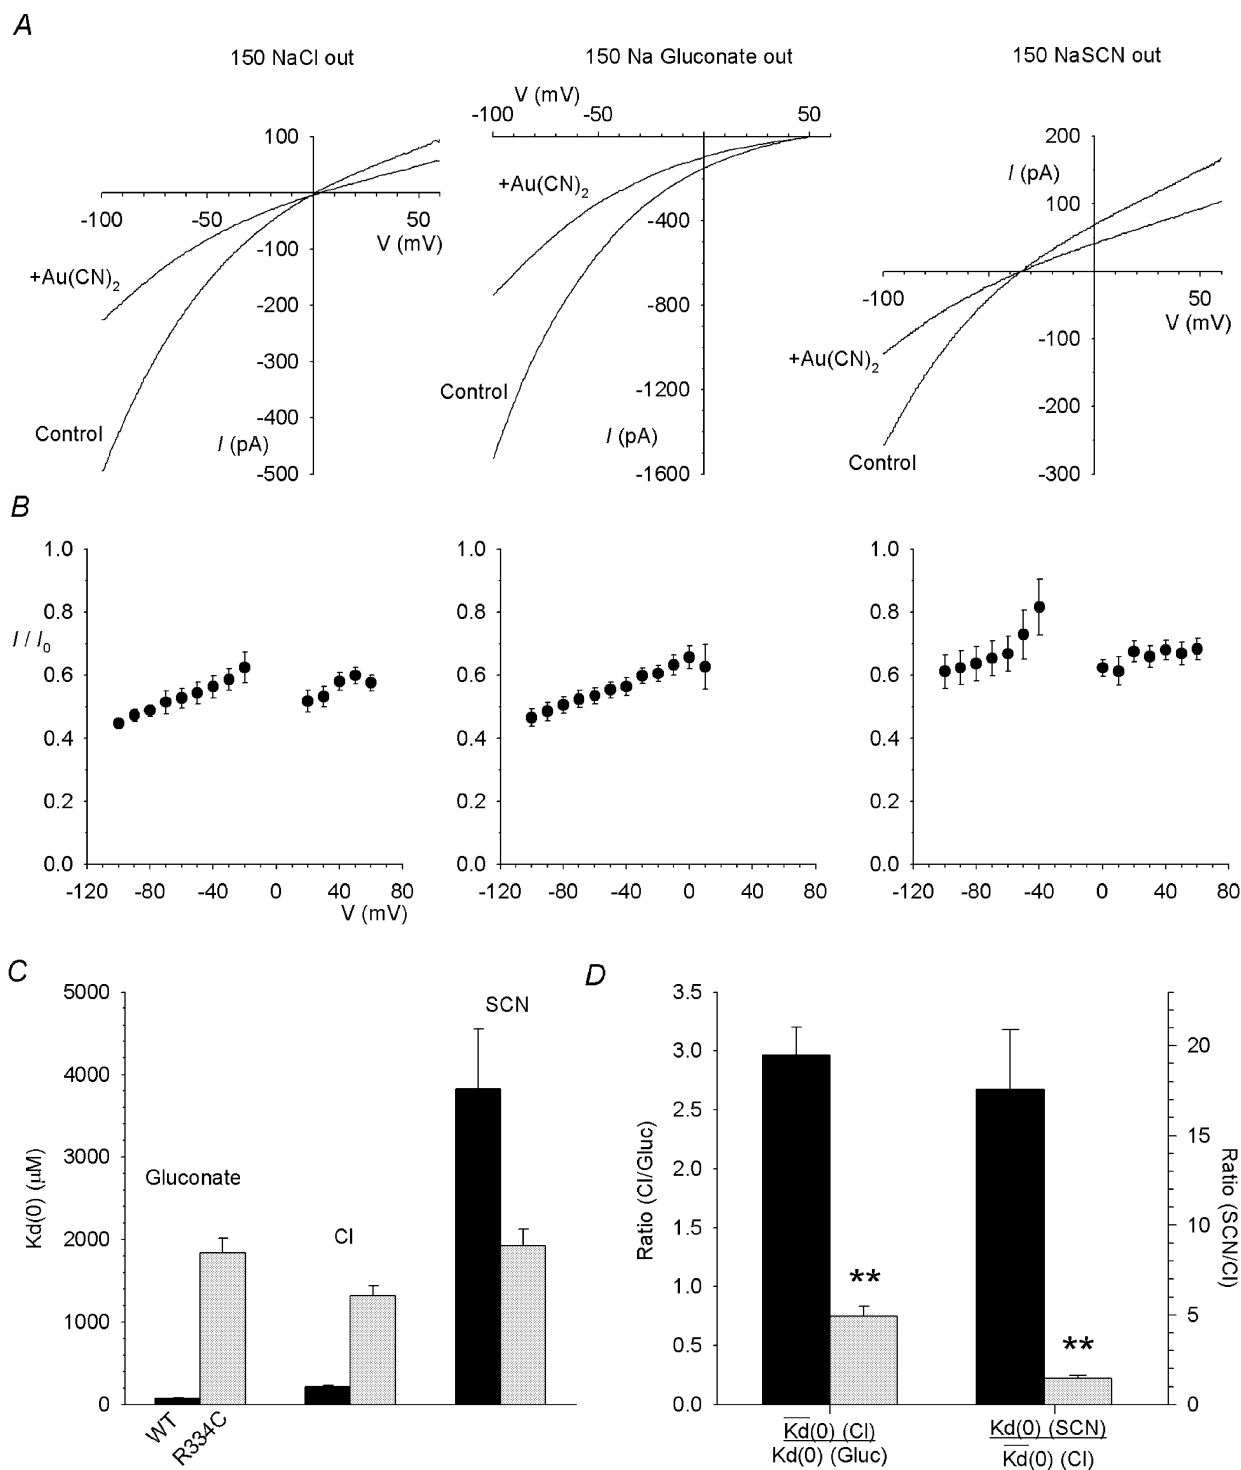 A
150 NaCl out
150 Na Gluconate out
150 NaSCN out
100
-100
-50
50
V (mV)
-100
-200
-300
-400
-500
+Au(CN)2
Control
I (pA)
V (mV)
-100
-50
50
+Au(CN)2
-400
-800
-1200
-1600
Control
I (pA)
200
I (pA)
100
-100
50
V (mV)
-100
-200
-300
+Au(CN)2
Control
B
1.0
0.8
I / I0
0.6
0.4
0.2
0.0
-120
-80
-40
0
40
80
V (mV)
1.0
0.8
0.6
0.4
0.2
0.0
-120
-80
-40
0
40
80
1.0
0.8
0.6
0.4
0.2
0.0
-120
-80
-40
0
40
80
C
5000
4000
3000
2000
1000
0
Kd(0) (µM)
Gluconate
Cl
SCN
WT
R334C
D
3.5
3.0
2.5
2.0
1.5
1.0
0.5
0.0
Ratio (Cl/Gluc)
**
**
20
15
10
5
0
Ratio (SCN/Cl)
Kd(0) (Cl)
Kd(0) (Gluc)
Kd(0) (SCN)
Kd(0) (Cl)